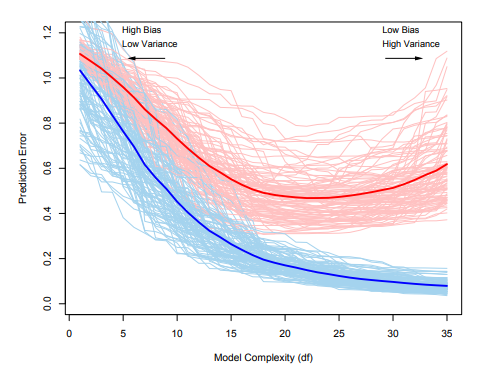 High Bias
Low Variance
Low Bias
High Variance
Prediction Error
0.0 0.2 0.4 0.6 0.8 1.0 1.2
0 5 10 15 20 25 30 35
Model Complexity (df)